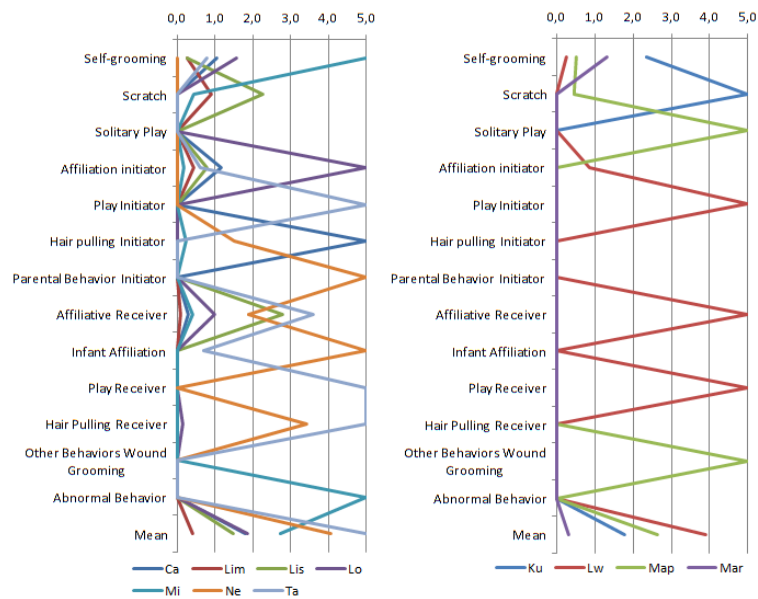 0,0 1,0 2,0 3,0 4,0 5,0
Self-grooming
Scratch
Solitary Play
Affiliation initiator
Play Initiator
Hair pulling Initiator
Parental Behavior Initiator
Affiliative Receiver
Infant Affiliation
Play Receiver
Hair Pulling Receiver
Other Behaviors Wound
Grooming
Abnormal Behavior
Mean
Ca Lim Lis Lo
Mi Ne Ta
0,0 1,0 2,0 3,0 4,0 5,0
Self-grooming
Scratch
Solitary Play
Affiliation initiator
Play Initiator
Hair pulling Initiator
Parental Behavior Initiator
Affiliative Receiver
Infant Affiliation
Play Receiver
Hair Pulling Receiver
Other Behaviors Wound
Grooming
Abnormal Behavior
Mean
Ku Lw Map Mar